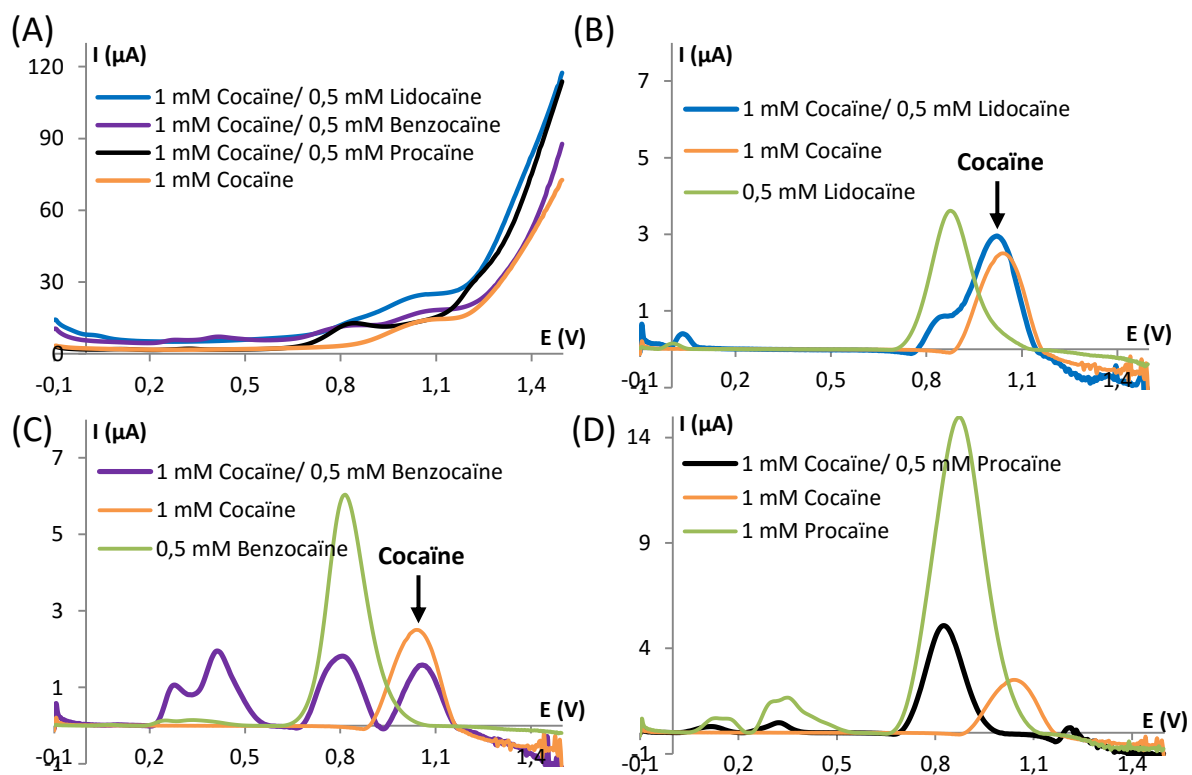 (A)
I (µA)
120
90
60
30
0
1 mM Cocaïne/ 0,5 mM Lidocaïne
1 mM Cocaïne/ 0,5 mM Benzocaïne
1 mM Cocaïne/ 0,5 mM Procaïne
1 mM Cocaïne
E (V)
-0,1 0,2 0,5 0,8 1,1 1,4
(B)
I (µA)
7
5
3
1
-1
1 mM Cocaïne/ 0,5 mM Lidocaïne
1 mM Cocaïne
0,5 mM Lidocaïne
Cocaïne
E (V)
-0,1 0,2 0,5 0,8 1,1 1,4
(C)
I (µA)
7
5
3
1
-1
1 mM Cocaïne/ 0,5 mM Benzocaïne
1 mM Cocaïne
0,5 mM Benzocaïne
Cocaïne
E (V)
-0,1 0,2 0,5 0,8 1,1 1,4
(D)
I (µA)
14
9
4
-1
1 mM Cocaïne/ 0,5 mM Procaïne
1 mM Cocaïne
1 mM Procaïne
E (V)
-0,1 0,2 0,5 0,8 1,1 1,4